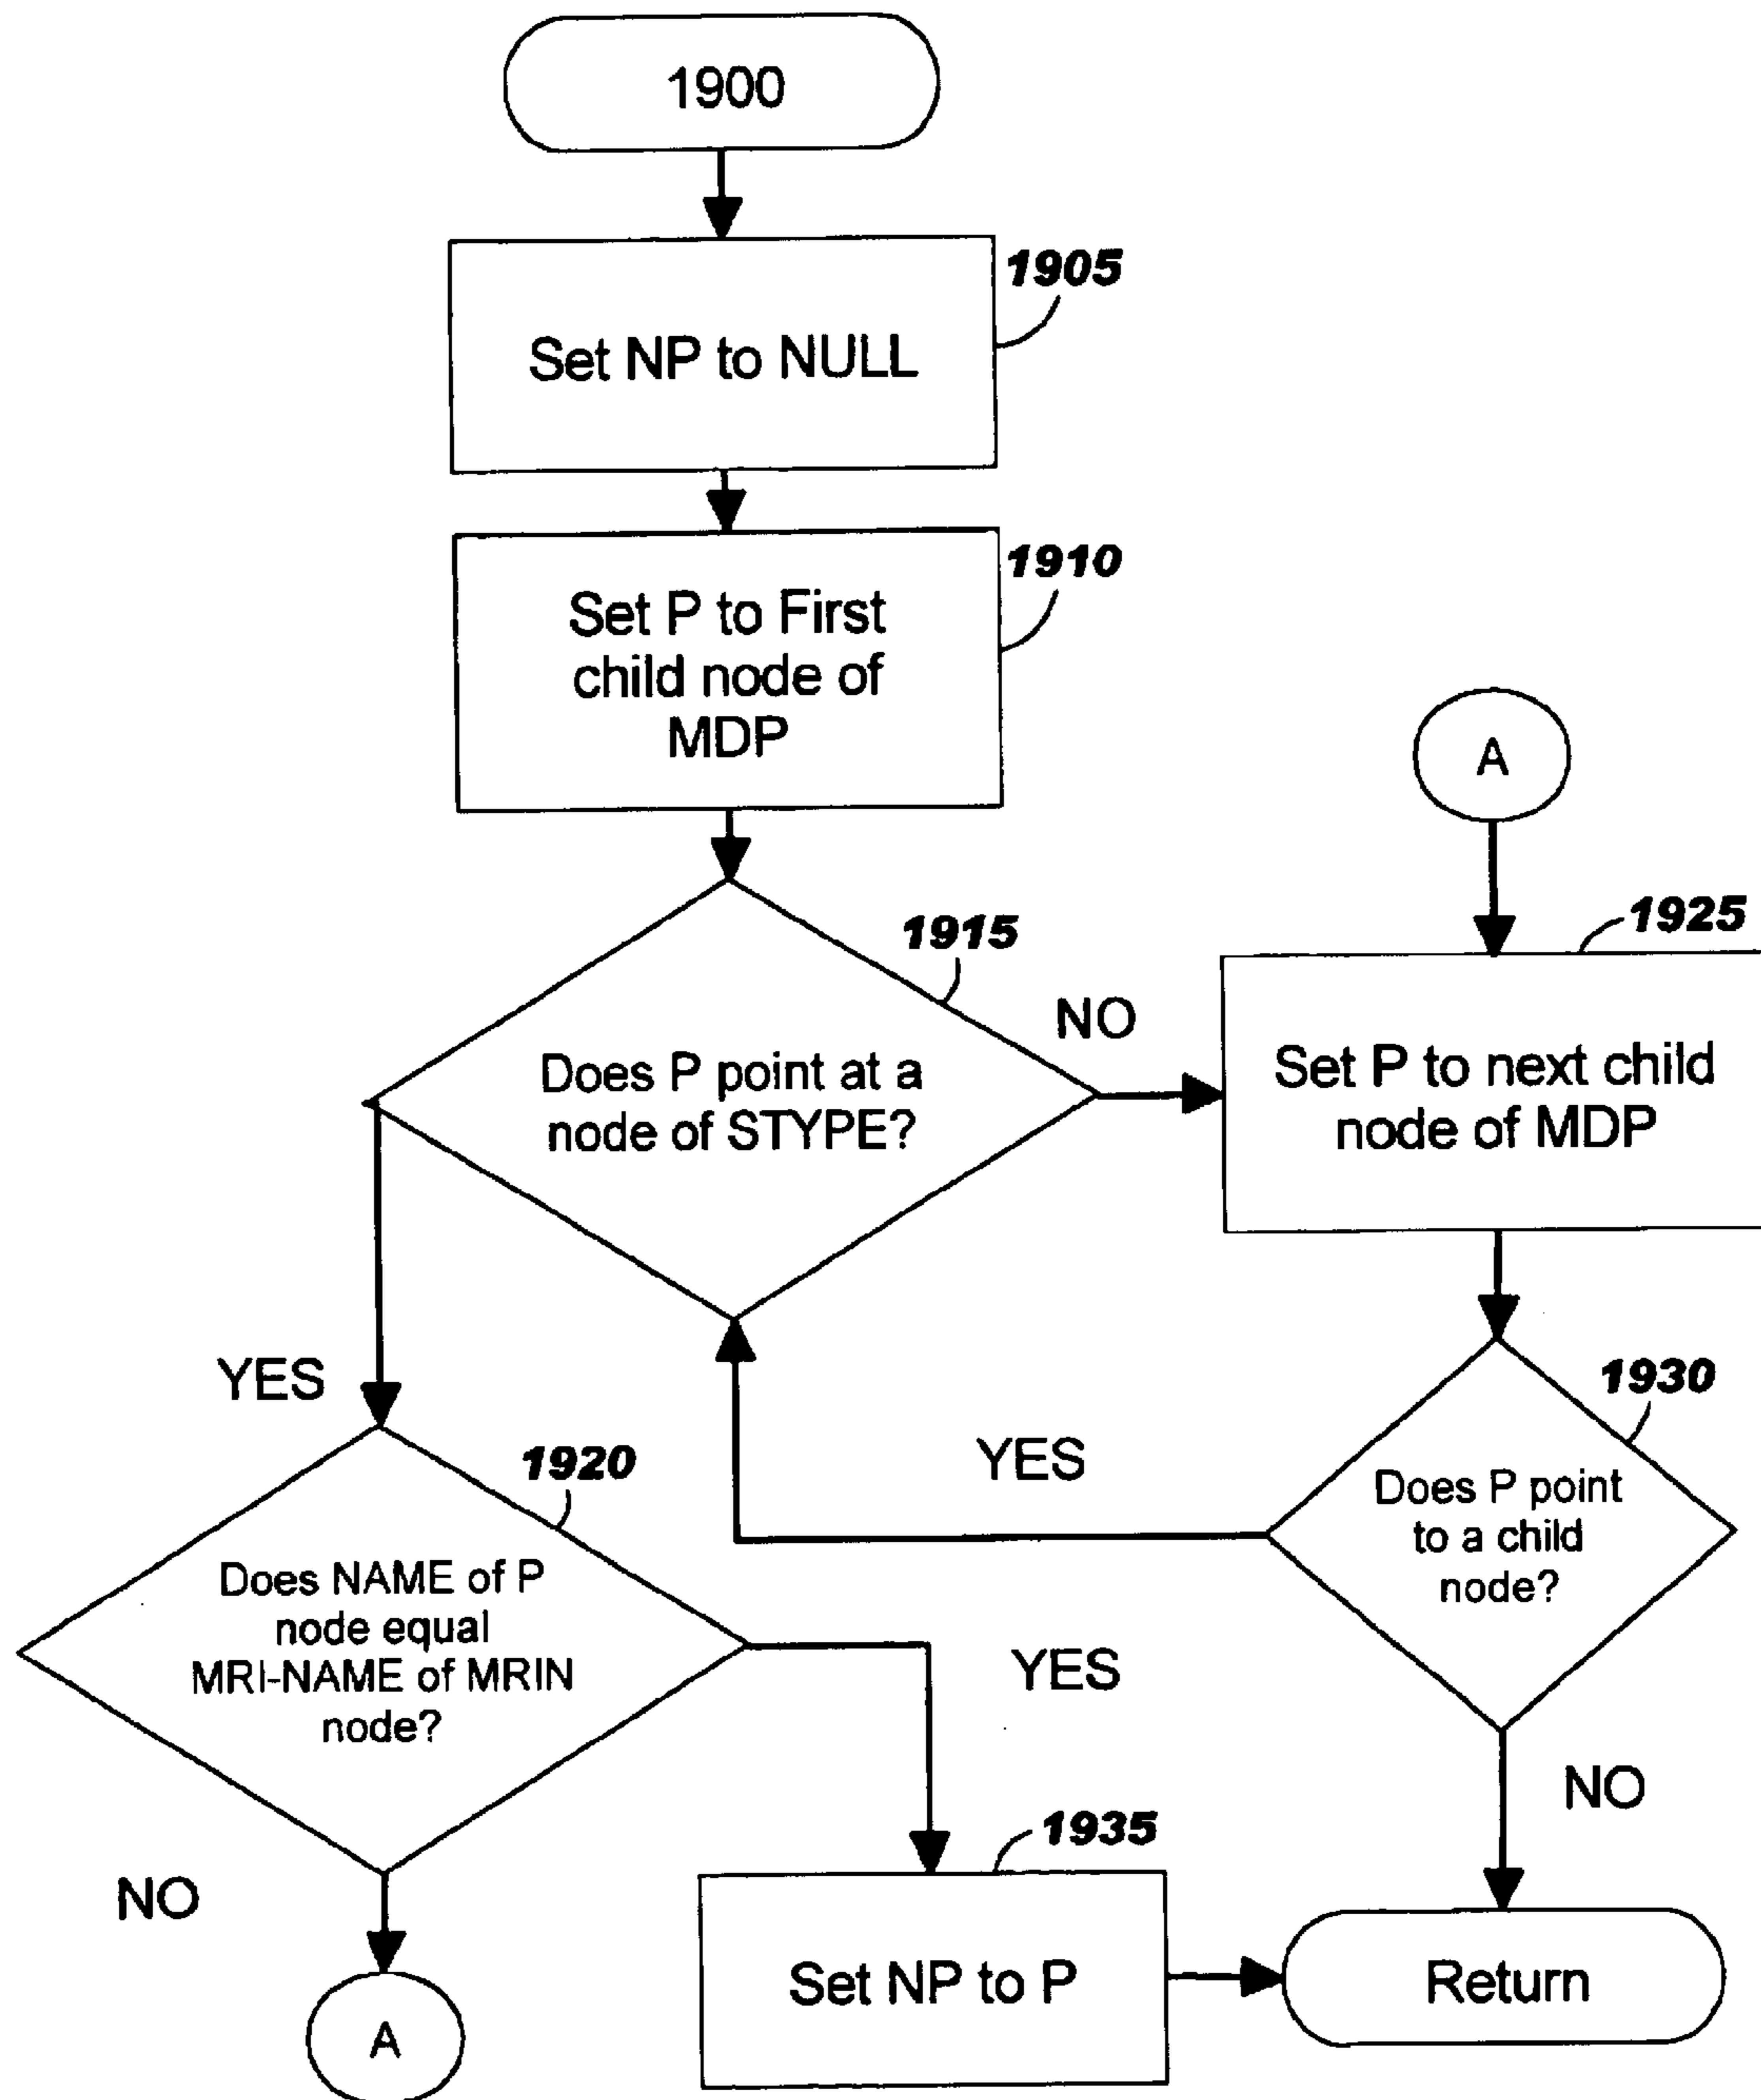 1900
1905
Set NP to NULL
1910
Set P to First
child node of
MDP
A
1915
1925
NO
Does P point at a
node of STYPE?
Set P to next child
node of MDP
YES
1930
1920
YES
Does P point
to a child
node?
Does NAME of P
node equal
MRI-NAME of MRIN
node?
YES
NO
1935
NO
Set NP to P
Return
A